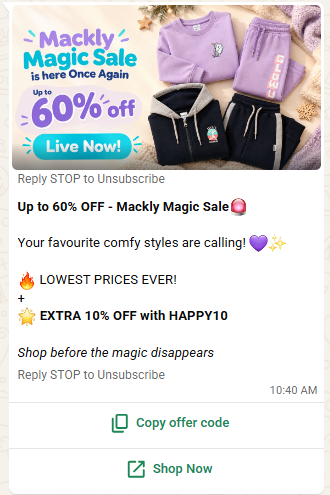 Mackly
Magic Sale
is here Once Again
Up to
60% off
Live Now!
Reply STOP to Unsubscribe
Up to 60% OFF - Mackly Magic Sale🚨
Your favourite comfy styles are calling! 💜✨
🔥 LOWEST PRICES EVER!
+
🌟 EXTRA 10% OFF with HAPPY10
Shop before the magic disappears
Reply STOP to Unsubscribe
10:40 AM
Copy offer code
Shop Now